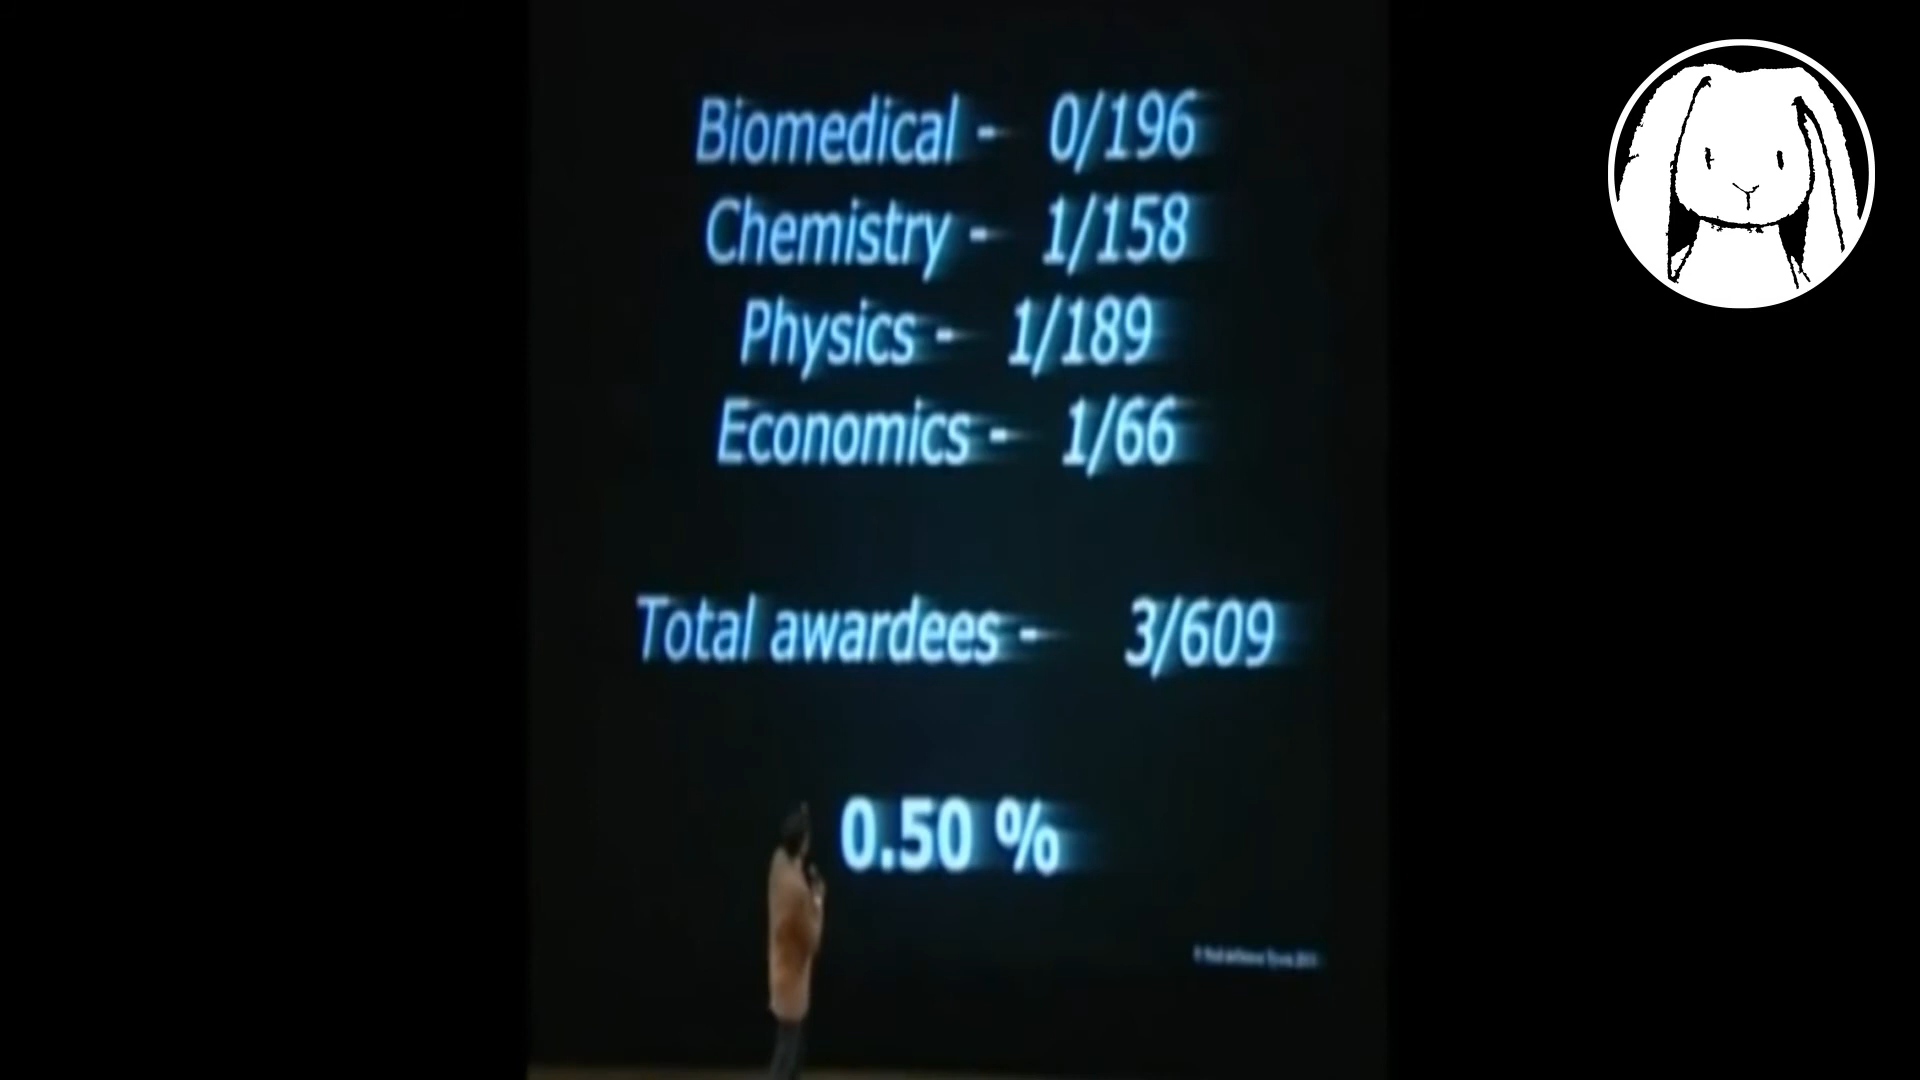 Biomedical - 0/196
Chemistry - 1/158
Physics - 1/189
Economics - 1/66
Total awardees - 3/609
0.50 %